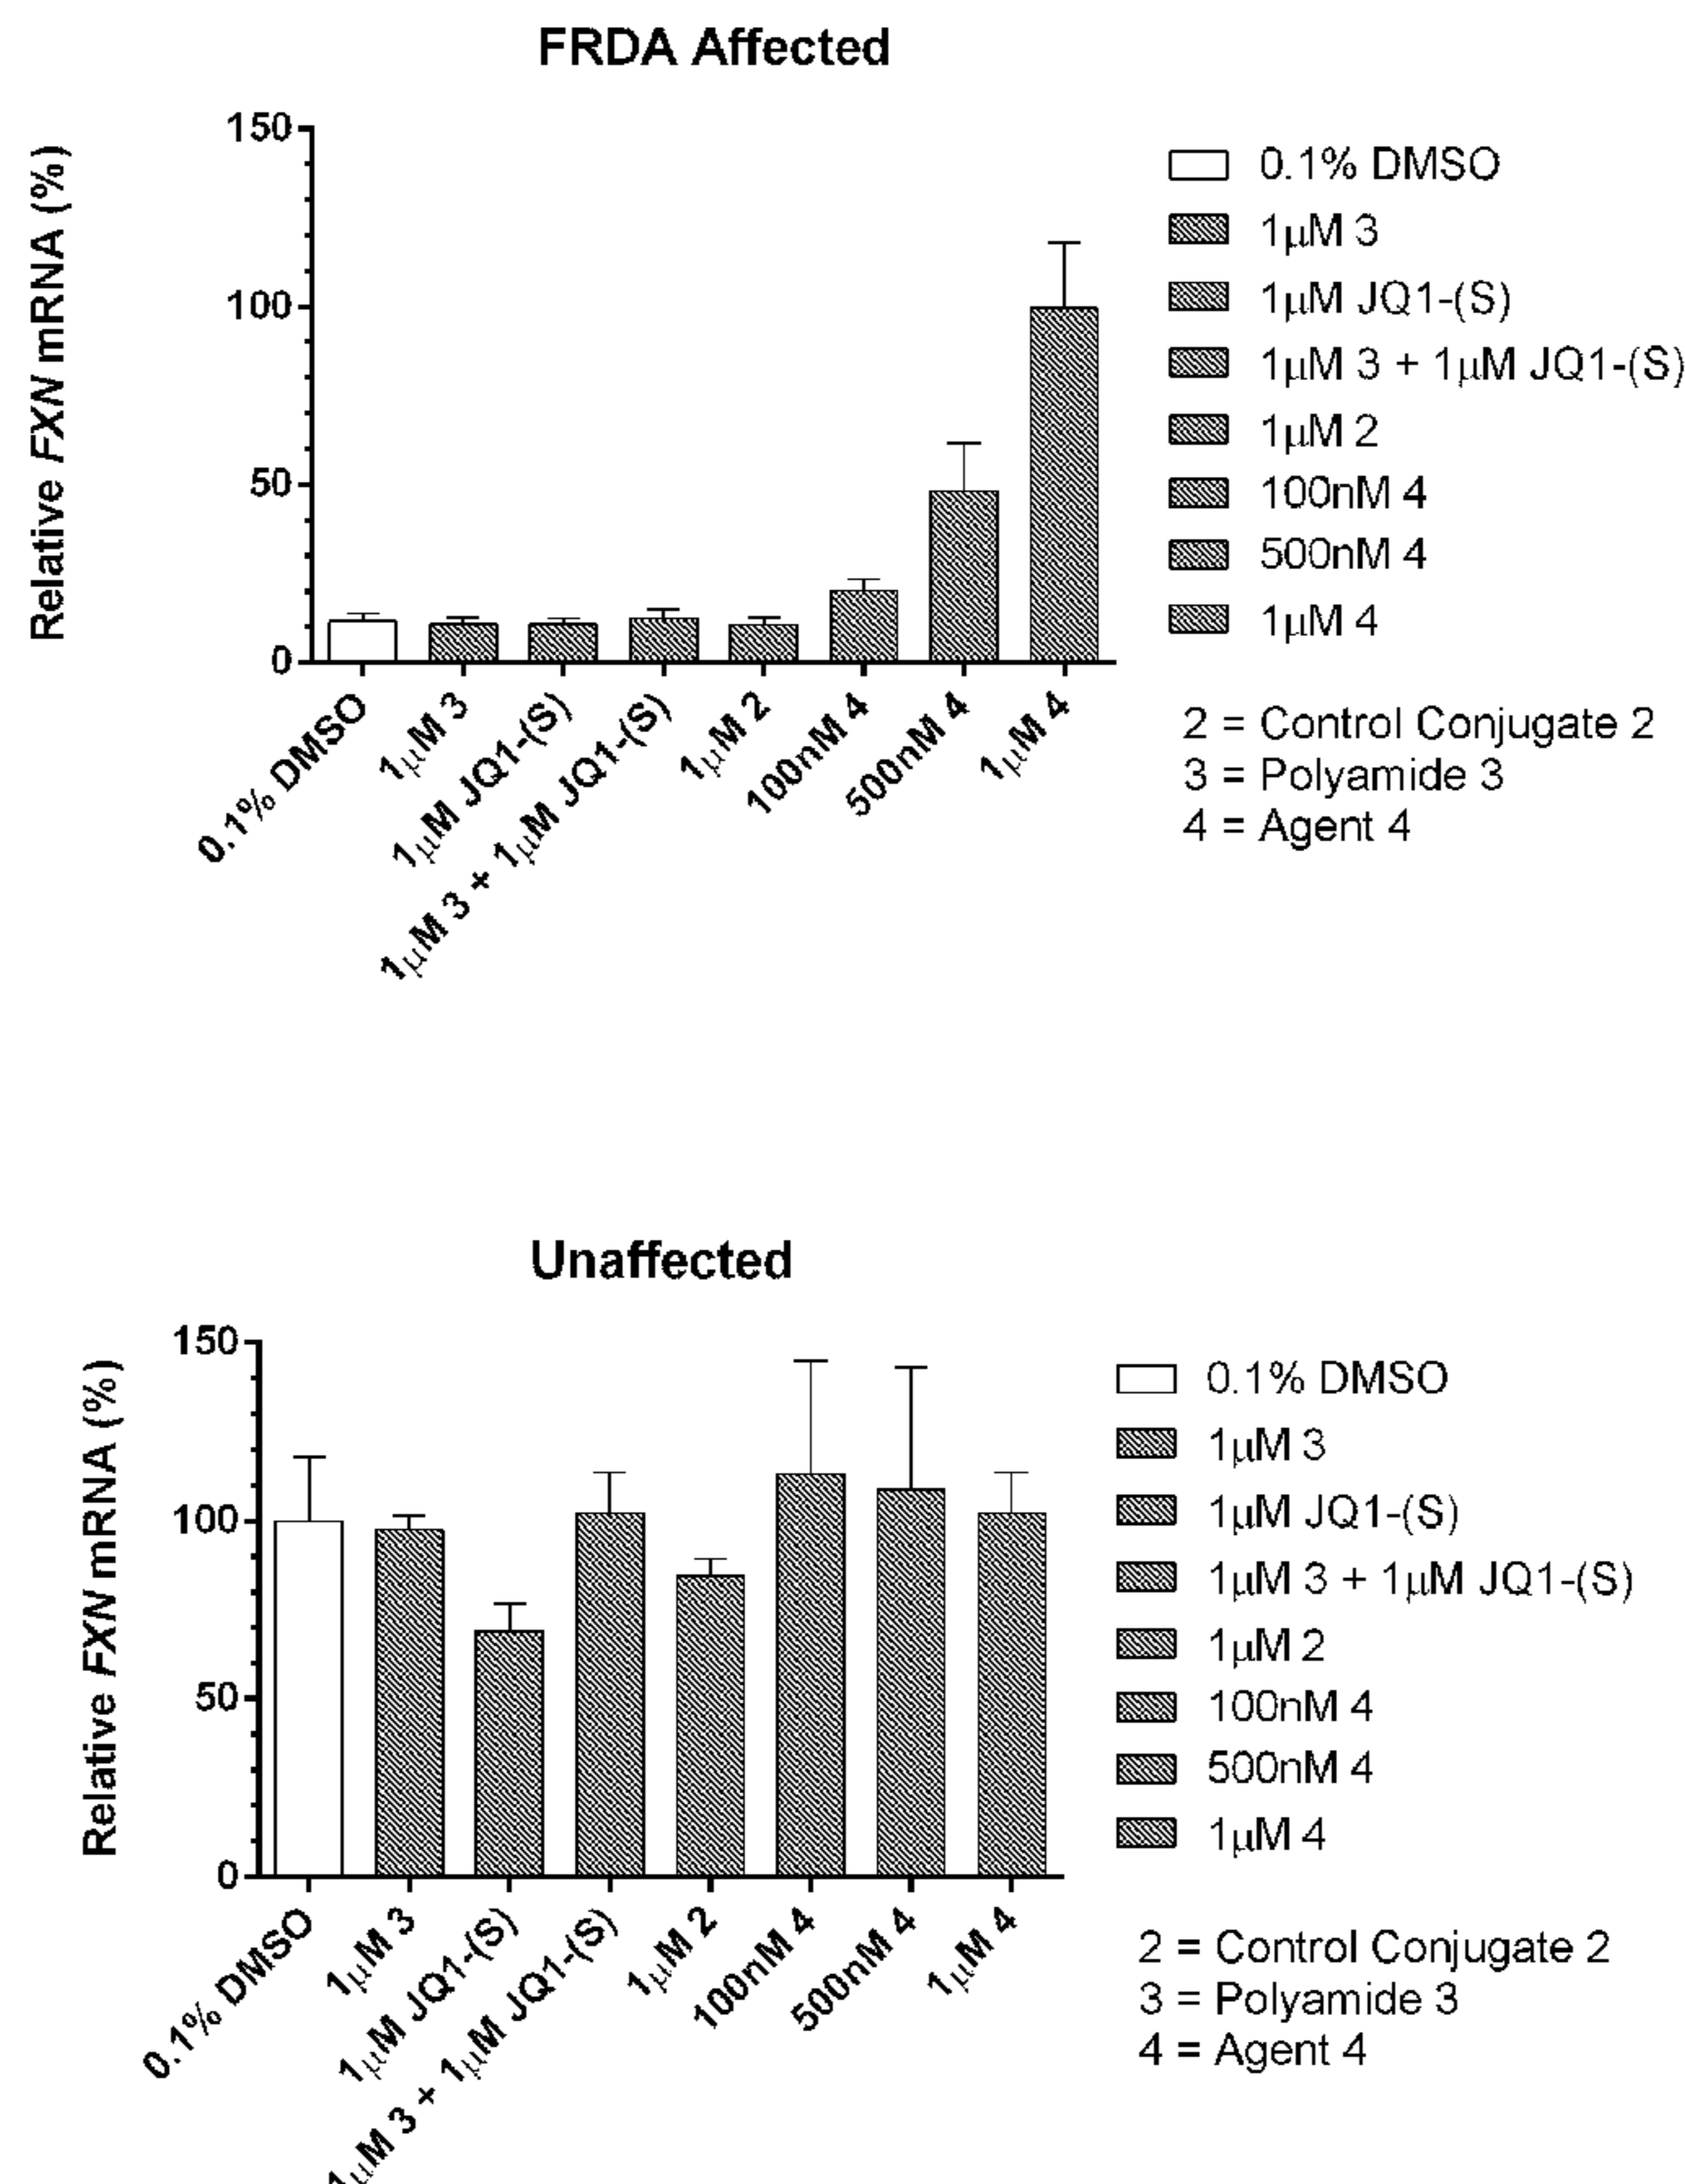 FRDA Affected
Relative FXN mRNA (%)
150
100
50
0
0.1% DMSO
1μM 3
1μM JQ1-(S)
1μM 3 + 1μM JQ1-(S)
1μM 2
100nM 4
500nM 4
1μM 4
0.1% DMSO
1μM 3
1μM JQ1-(S)
1μM 3 + 1μM JQ1-(S)
1μM 2
100nM 4
500nM 4
1μM 4
2 = Control Conjugate 2
3 = Polyamide 3
4 = Agent 4
Unaffected
Relative FXN mRNA (%)
150
100
50
0
0.1% DMSO
1μM 3
1μM JQ1-(S)
1μM 3 + 1μM JQ1-(S)
1μM 2
100nM 4
500nM 4
1μM 4
0.1% DMSO
1μM 3
1μM JQ1-(S)
1μM 3 + 1μM JQ1-(S)
1μM 2
100nM 4
500nM 4
1μM 4
2 = Control Conjugate 2
3 = Polyamide 3
4 = Agent 4